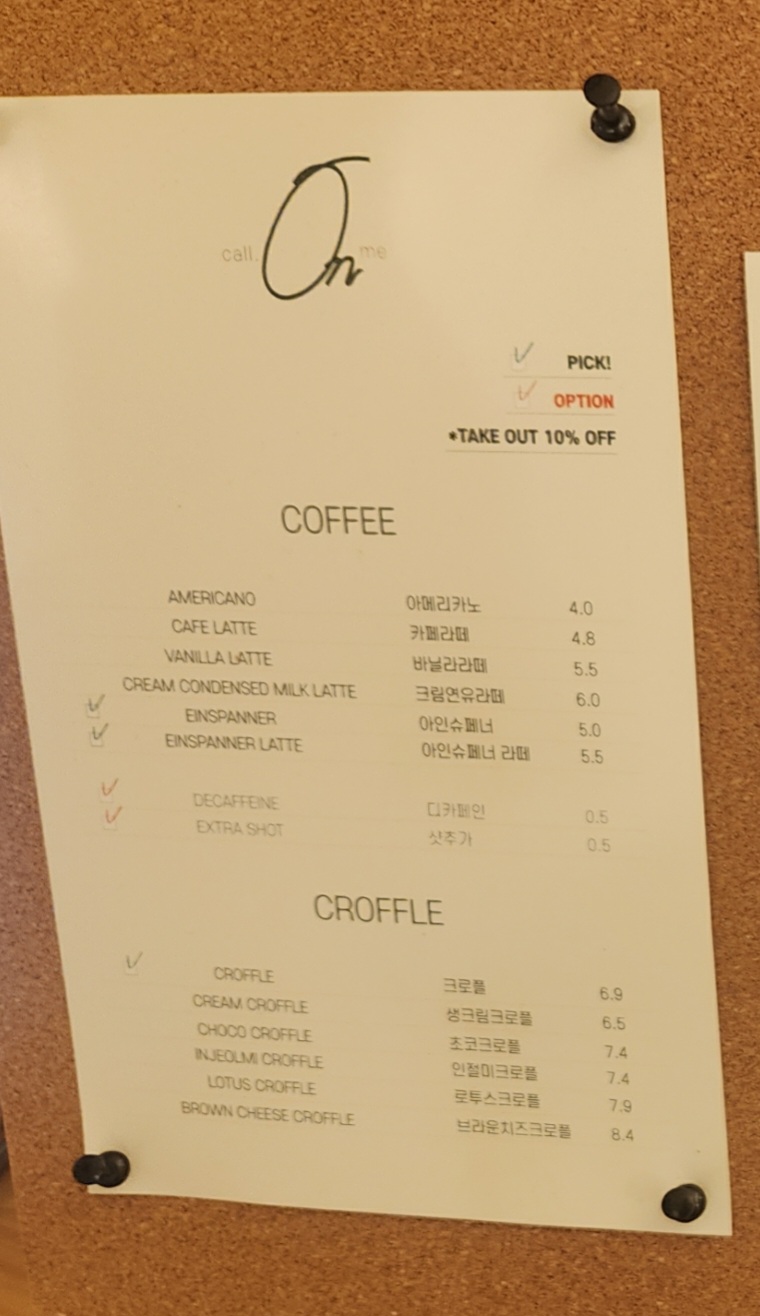 call. On me
PICK!
OPTION
*TAKE OUT 10% OFF
COFFEE
AMERICANO 아메리카노 4.0
CAFE LATTE 카페라떼 4.8
VANILLA LATTE 바닐라라떼 5.5
CREAM CONDENSED MILK LATTE 크림연유라떼 6.0
EINSPANNER 아인슈페너 5.0
EINSPANNER LATTE 아인슈페너 라떼 5.5
DECAFFEINE 디카페인 0.5
EXTRA SHOT 샷추가 0.5
CROFFLE
CROFFLE 크로플 6.9
CREAM CROFFLE 생크림크로플 6.5
CHOCO CROFFLE 초코크로플 7.4
INJEOLMI CROFFLE 인절미크로플 7.4
LOTUS CROFFLE 로투스크로플 7.9
BROWN CHEESE CROFFLE 브라운치즈크로플 8.4